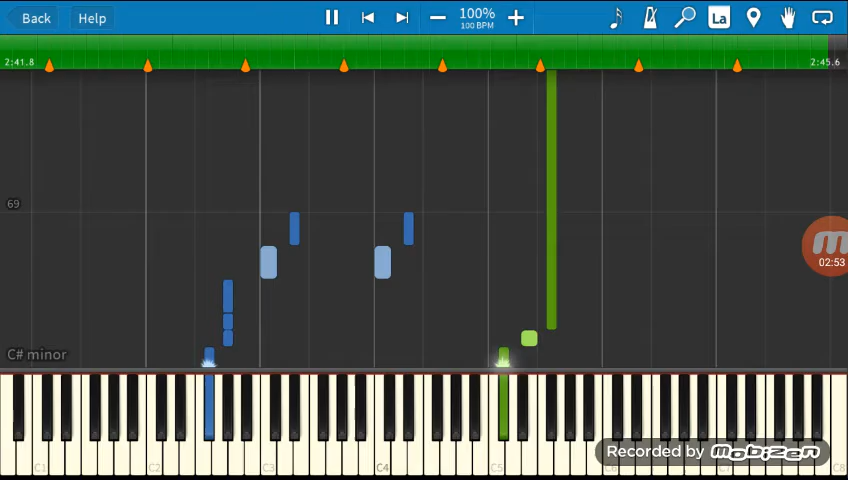 Back
Help
100%
100 BPM
La
2:41.8
2:45.6
69
02:53
C# minor
Recorded by
MOBIZEN
C1
C2
C3
C4
C5
C8